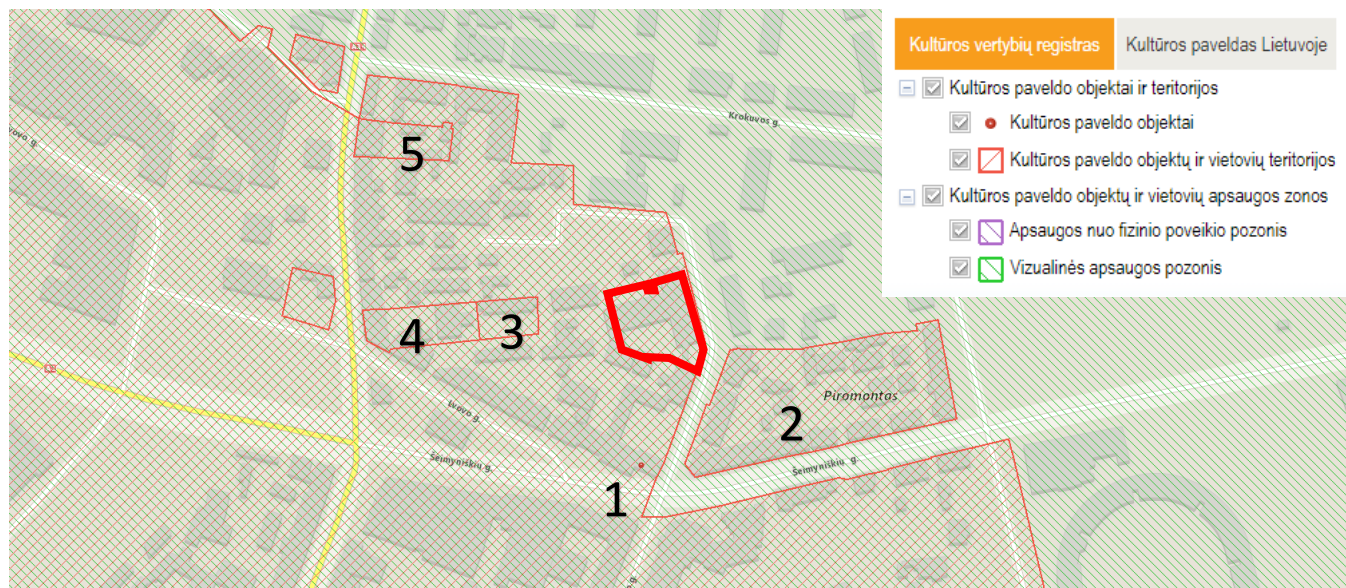 Kultūros vertybių registras
Kultūros paveldas Lietuvoje
Kultūros paveldo objektai ir teritorijos
Kultūros paveldo objektai
Kultūros paveldo objektų ir vietovių teritorijos
Kultūros paveldo objektų ir vietovių apsaugos zonos
Apsaugos nuo fizinio poveikio pozonis
Vizualinės apsaugos pozonis
Krokuvos g.
5
4
3
A2
Piromontas
2
Lvovo g.
Šeimyniškių g.
Šeimyniškių g.
1